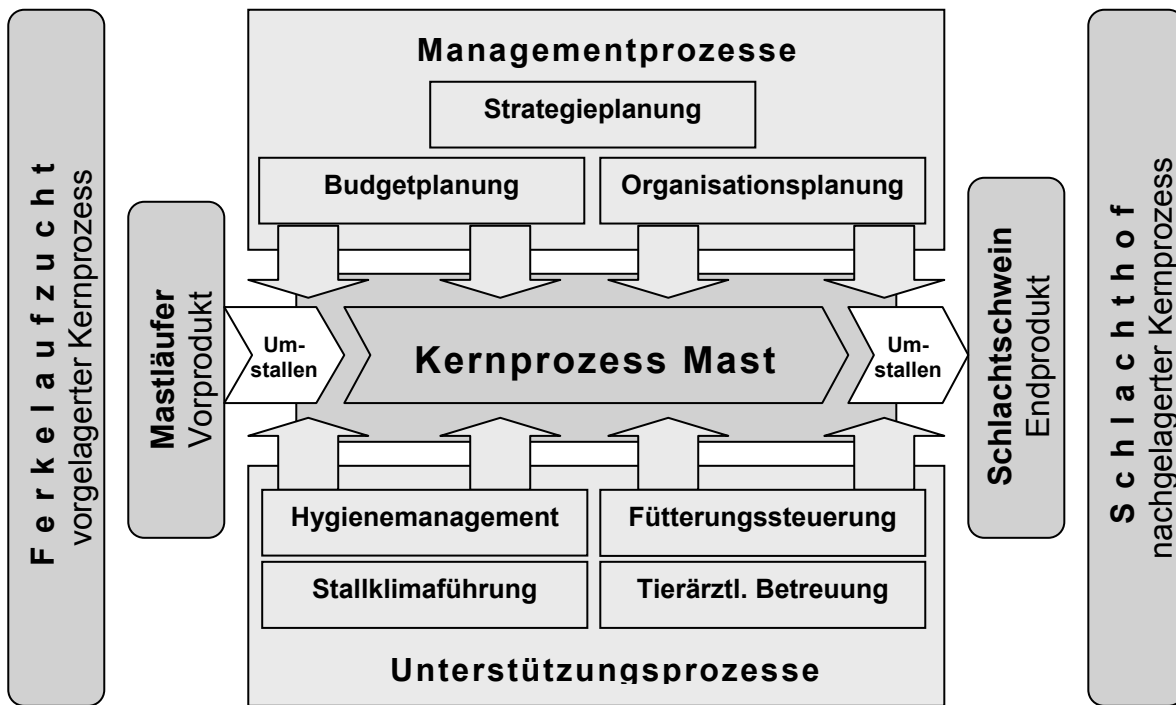 Managementprozesse
Strategieplanung
Budgetplanung
Organisationsplanung
Ferkelaufzucht
vorgelagerter Kernprozess
Mastläufer
Vorprodukt
Um-
stallen
Kernprozess Mast
Um-
stallen
Schlachtschwein
Endprodukt
Schlachthof
nachgelagerter Kernprozess
Hygienemanagement
Fütterungssteuerung
Stallklimaführung
Tierärztl. Betreuung
Unterstützungsprozesse